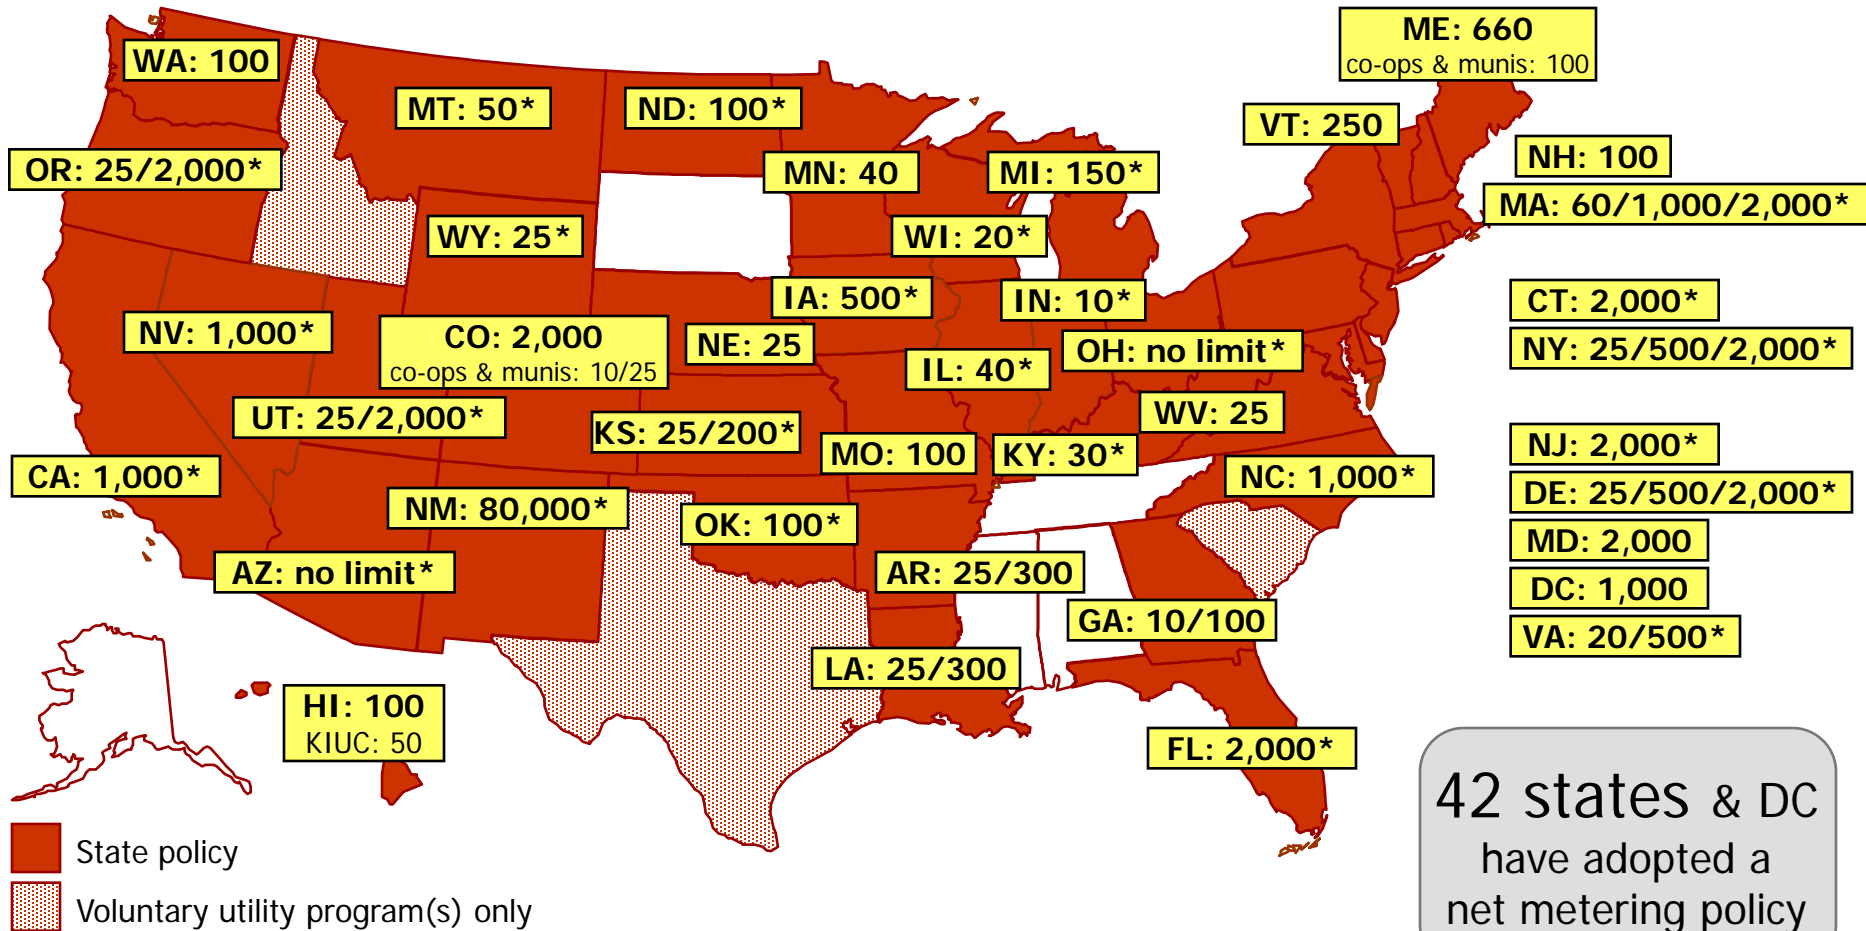 ME: 660
co-ops & munis: 100
WA: 100
MT: 50*
ND: 100*
VT: 250
OR: 25/2,000*
MN: 40
MI: 150*
NH: 100
MA: 60/1,000/2,000*
WY: 25*
WI: 20*
IA: 500*
IN: 10*
CT: 2,000*
NV: 1,000*
CO: 2,000
co-ops & munis: 10/25
NE: 25
OH: no limit*
NY: 25/500/2,000*
IL: 40*
UT: 25/2,000*
KS: 25/200*
WV: 25
MO: 100
KY: 30*
NJ: 2,000*
CA: 1,000*
NC: 1,000*
NM: 80,000*
OK: 100*
DE: 25/500/2,000*
MD: 2,000
AZ: no limit*
AR: 25/300
DC: 1,000
GA: 10/100
VA: 20/500*
LA: 25/300
HI: 100
KIUC: 50
FL: 2,000*
42 states & DC
have adopted a
net metering policy
State policy
Voluntary utility program(s) only